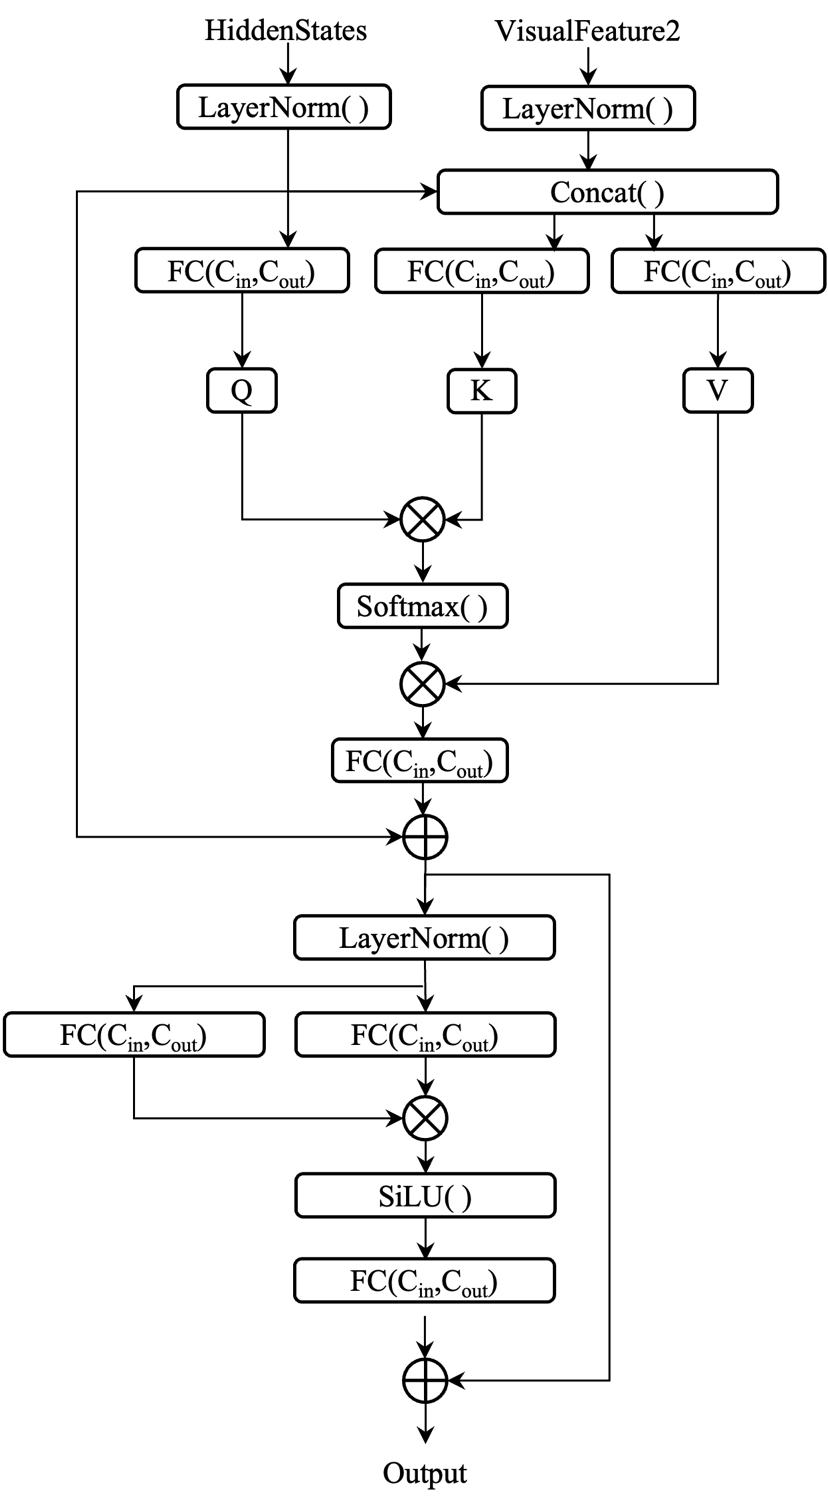 HiddenStates
VisualFeature2
LayerNorm( )
LayerNorm( )
Concat( )
FC(Cin,Cout)
FC(Cin,Cout)
FC(Cin,Cout)
Q
K
V
Softmax( )
FC(Cin,Cout)
LayerNorm( )
FC(Cin,Cout)
FC(Cin,Cout)
SiLU( )
FC(Cin,Cout)
Output